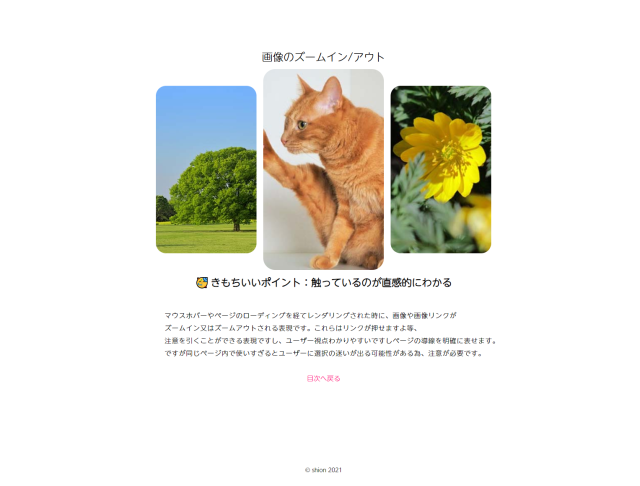 画像のズームイン/アウト
きもちいいポイント：触っているのが直感的にわかる
マウスホバーやページのローディングを経てレンダリングされた時に、画像や画像リンクが
ズームイン又はズームアウトされる表現です。これらはリンクが押せますよ等、
注意を引くことができる表現ですし、ユーザー視点わかりやすいですしページの導線を明確に表せます。
ですが同じページ内で使いすぎるとユーザーに選択の迷いが出る可能性がある為、注意が必要です。
目次へ戻る
© shion 2021